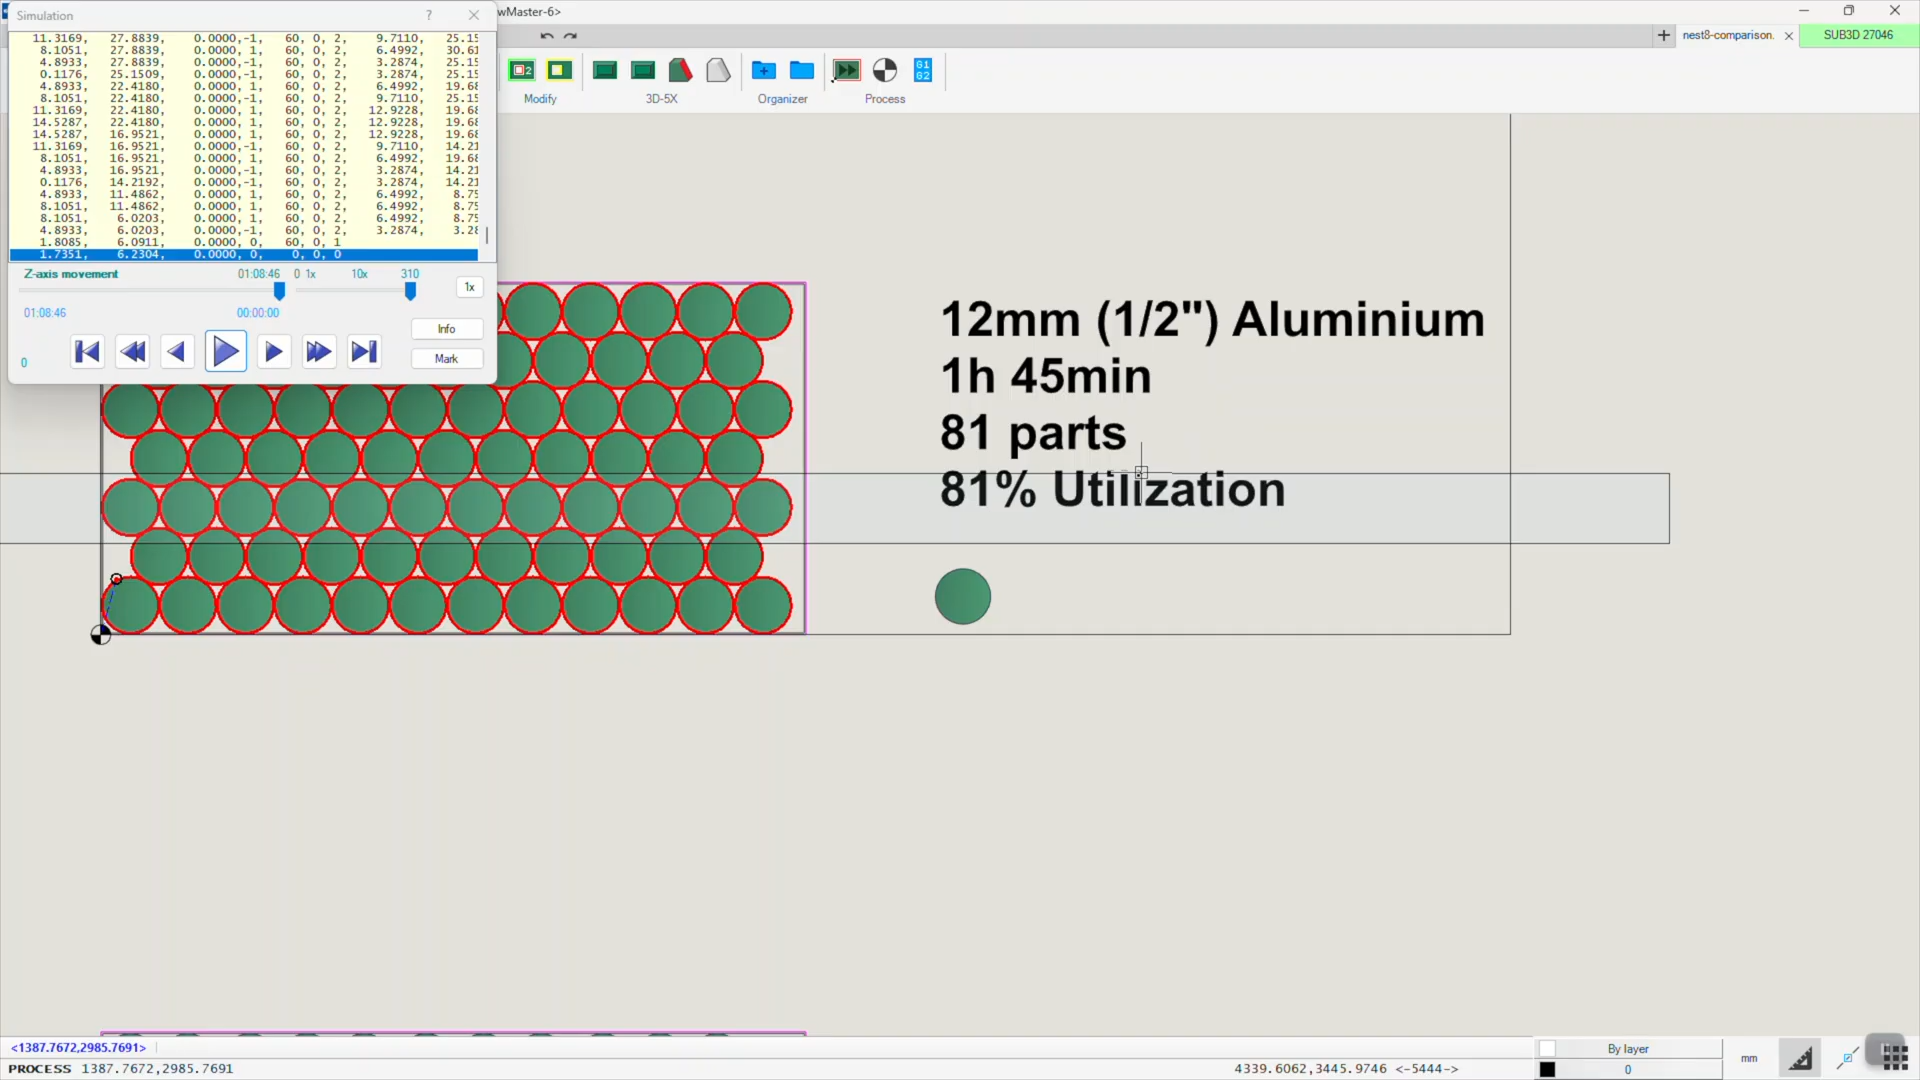 Simulation ? wMaster-6>
nest8-comparison. SUB3D 27046
Modify 3D-5X Organizer Process
G1
G2
11.3169, 27.8839, 0.0000,-1, 60, 0, 2, 9.7110,
8.1051, 27.8839, 0.0000, 1, 60, 0, 2, 6.4992,
4.8933, 27.8839, 0.0000,-1, 60, 0, 2, 3.2874,
0.1176, 25.1509, 0.0000,-1, 60, 0, 2, 3.2874,
4.8933, 22.4180, 0.0000, 1, 60, 0, 2, 6.4992,
8.1051, 22.4180, 0.0000,-1, 60, 0, 2, 9.7110,
11.3169, 22.4180, 0.0000, 1, 60, 0, 2, 12.9228,
14.5287, 22.4180, 0.0000, 1, 60, 0, 2, 12.9228,
14.5287, 16.9521, 0.0000, 1, 60, 0, 2, 12.9228,
11.3169, 16.9521, 0.0000,-1, 60, 0, 2, 9.7110,
8.1051, 16.9521, 0.0000, 1, 60, 0, 2, 6.4992,
4.8933, 16.9521, 0.0000,-1, 60, 0, 2, 3.2874,
0.1176, 14.2192, 0.0000,-1, 60, 0, 2, 3.2874,
4.8933, 11.4862, 0.0000, 1, 60, 0, 2, 6.4992,
8.1051, 11.4862, 0.0000, 1, 60, 0, 2, 6.4992,
8.1051, 6.0203, 0.0000, 1, 60, 0, 2, 6.4992,
4.8933, 6.0203, 0.0000,-1, 60, 0, 2, 3.2874,
1.8085, 6.0911, 0.0000, 0, 60, 0, 1
1.7351, 6.2304, 0.0000, 0, 0, 0, 0
Z-axis movement 01:08:46 0 1x 10x 310
1x
01:08:46 00:00:00
Info
0
Mark
12mm (1/2") Aluminium
1h 45min
81 parts
81% Utilization
<1387.7672,2985.7691>
By layer
mm
PROCESS 1387.7672,2985.7691 4339.6062,3445.9746 <-5444-> 0